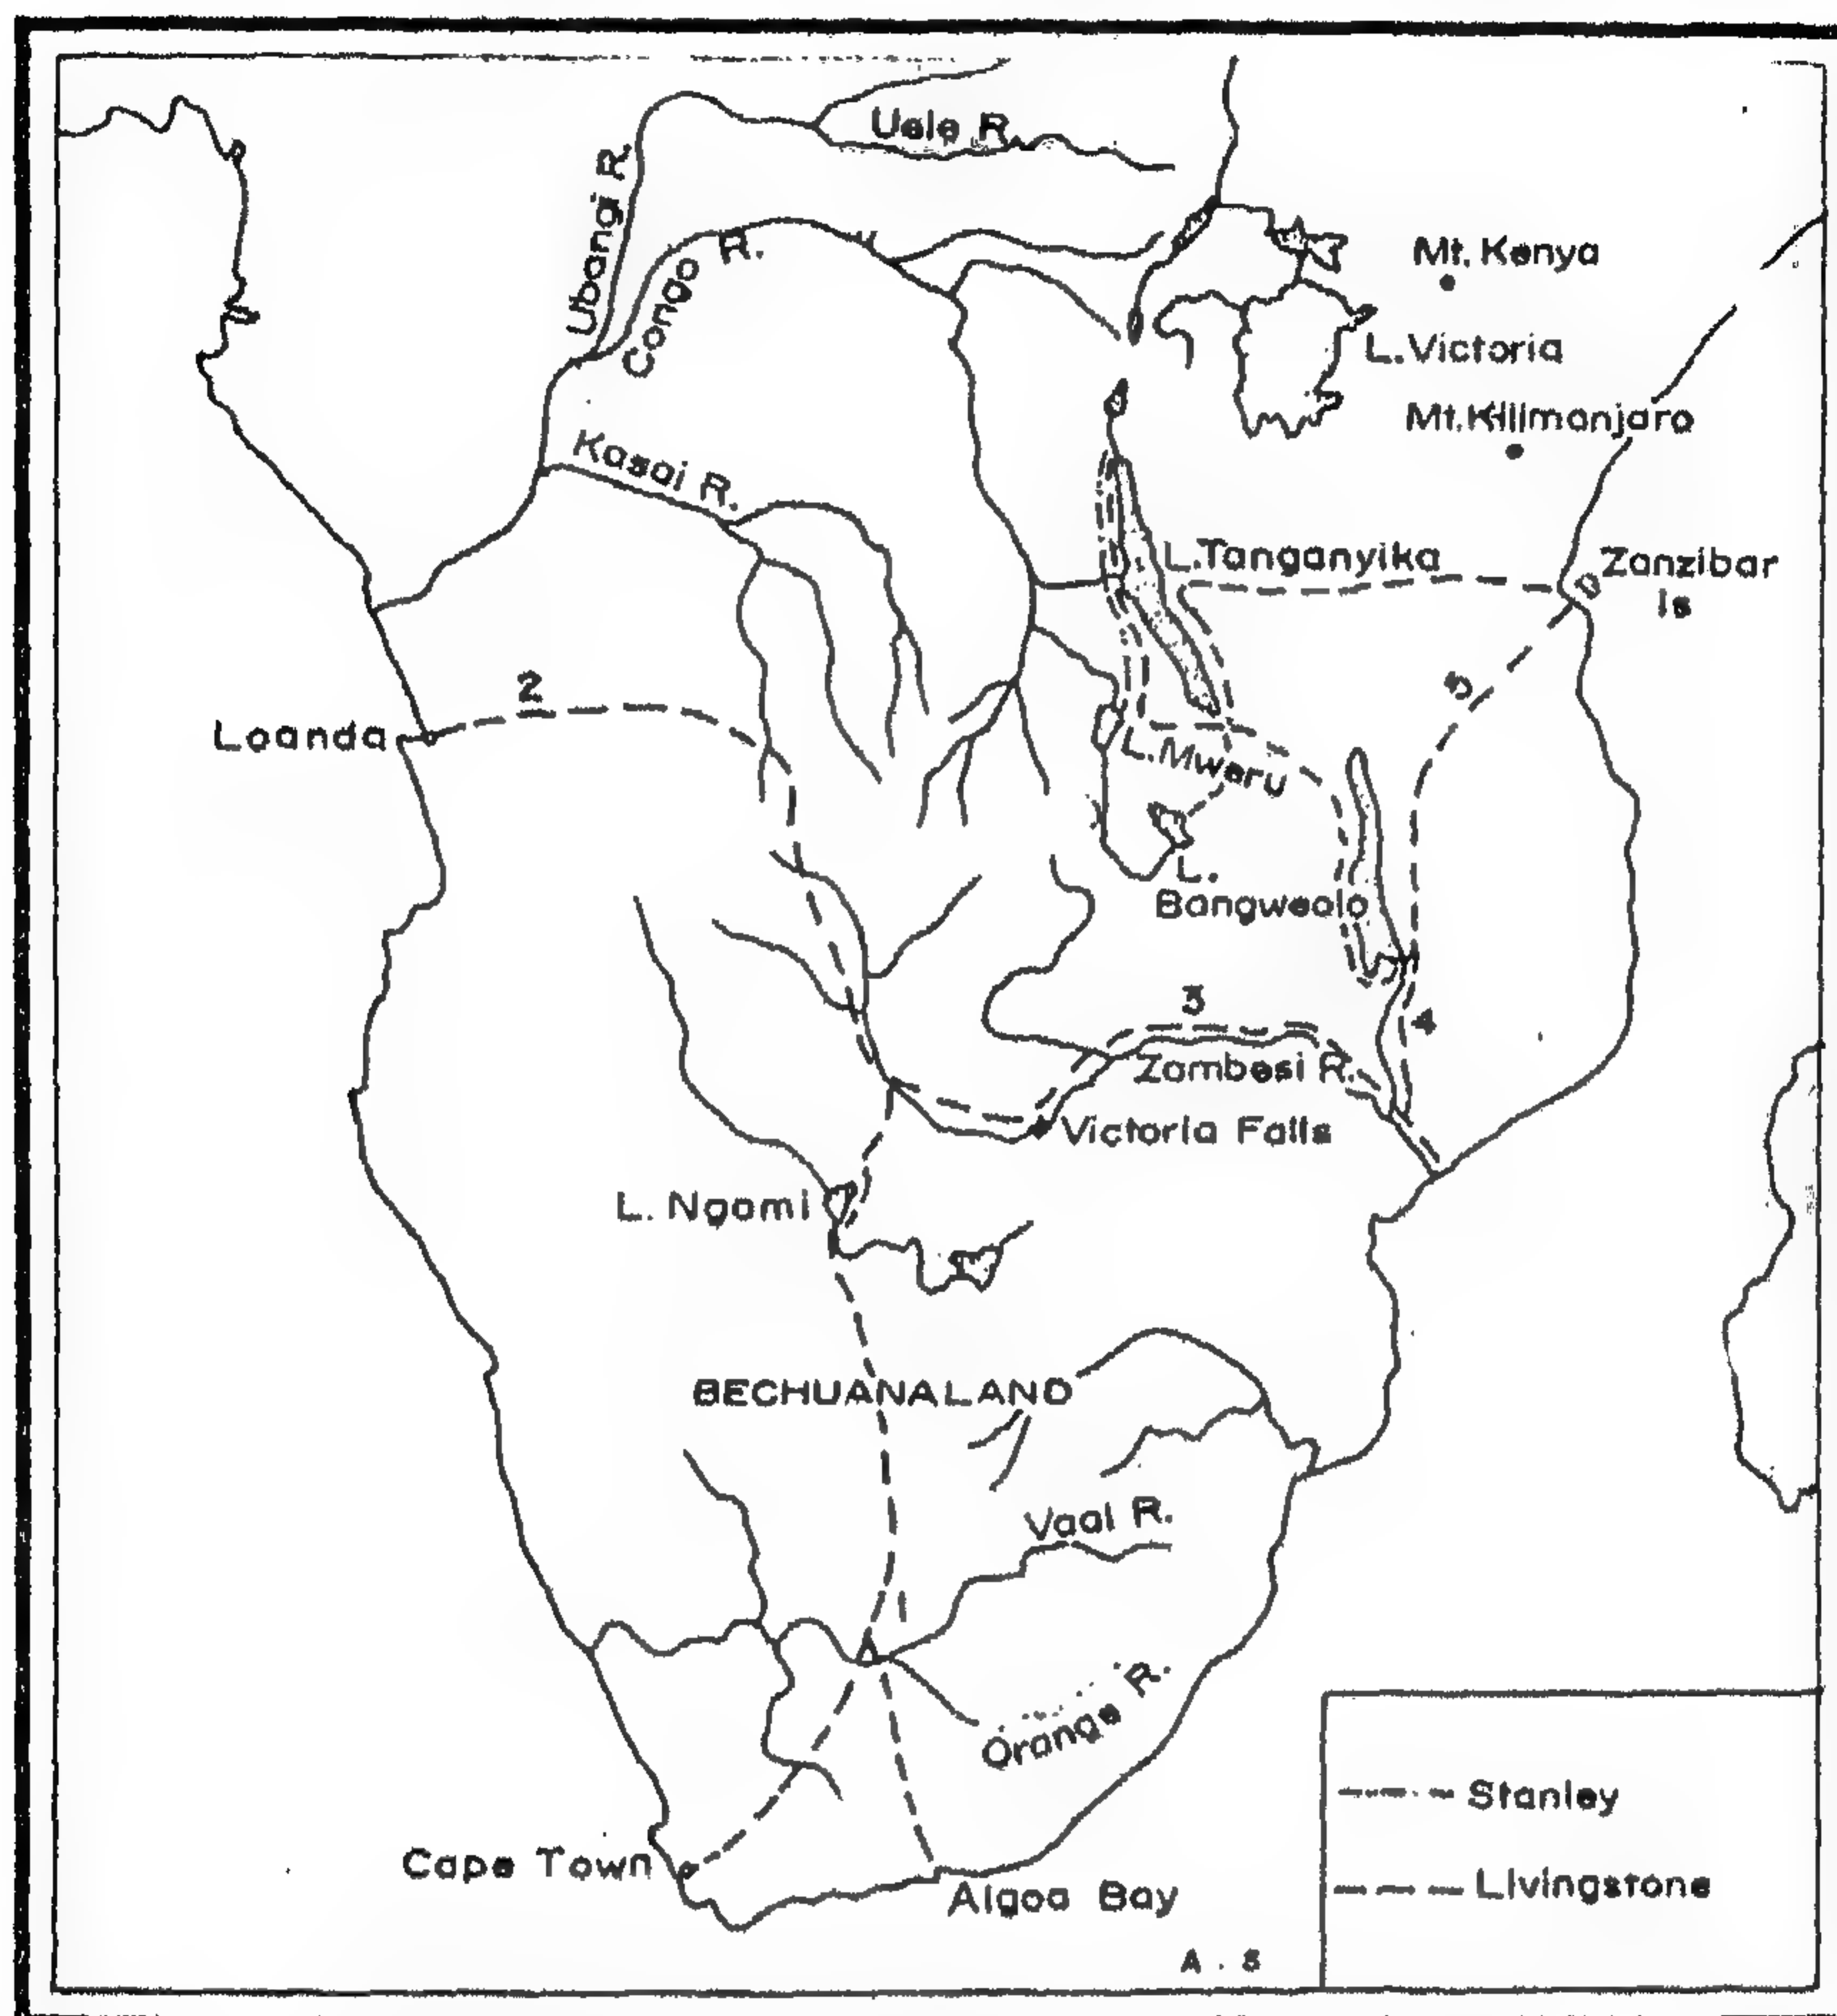 Uele R.
Ubangi R.
Congo R.
Mt. Kenya
L. Victoria
Mt. Kilimanjaro
Kasai R.
L. Tanganyika
Zanzibar
Is
2
5
Loanda
L. Mweru
L.
Bangweolo
3
4
Zambesi R.
Victoria Falls
L. Ngami
BECHUANALAND
Vaal R.
Orange R.
Stanley
Cape Town
Livingstone
Algoa Bay